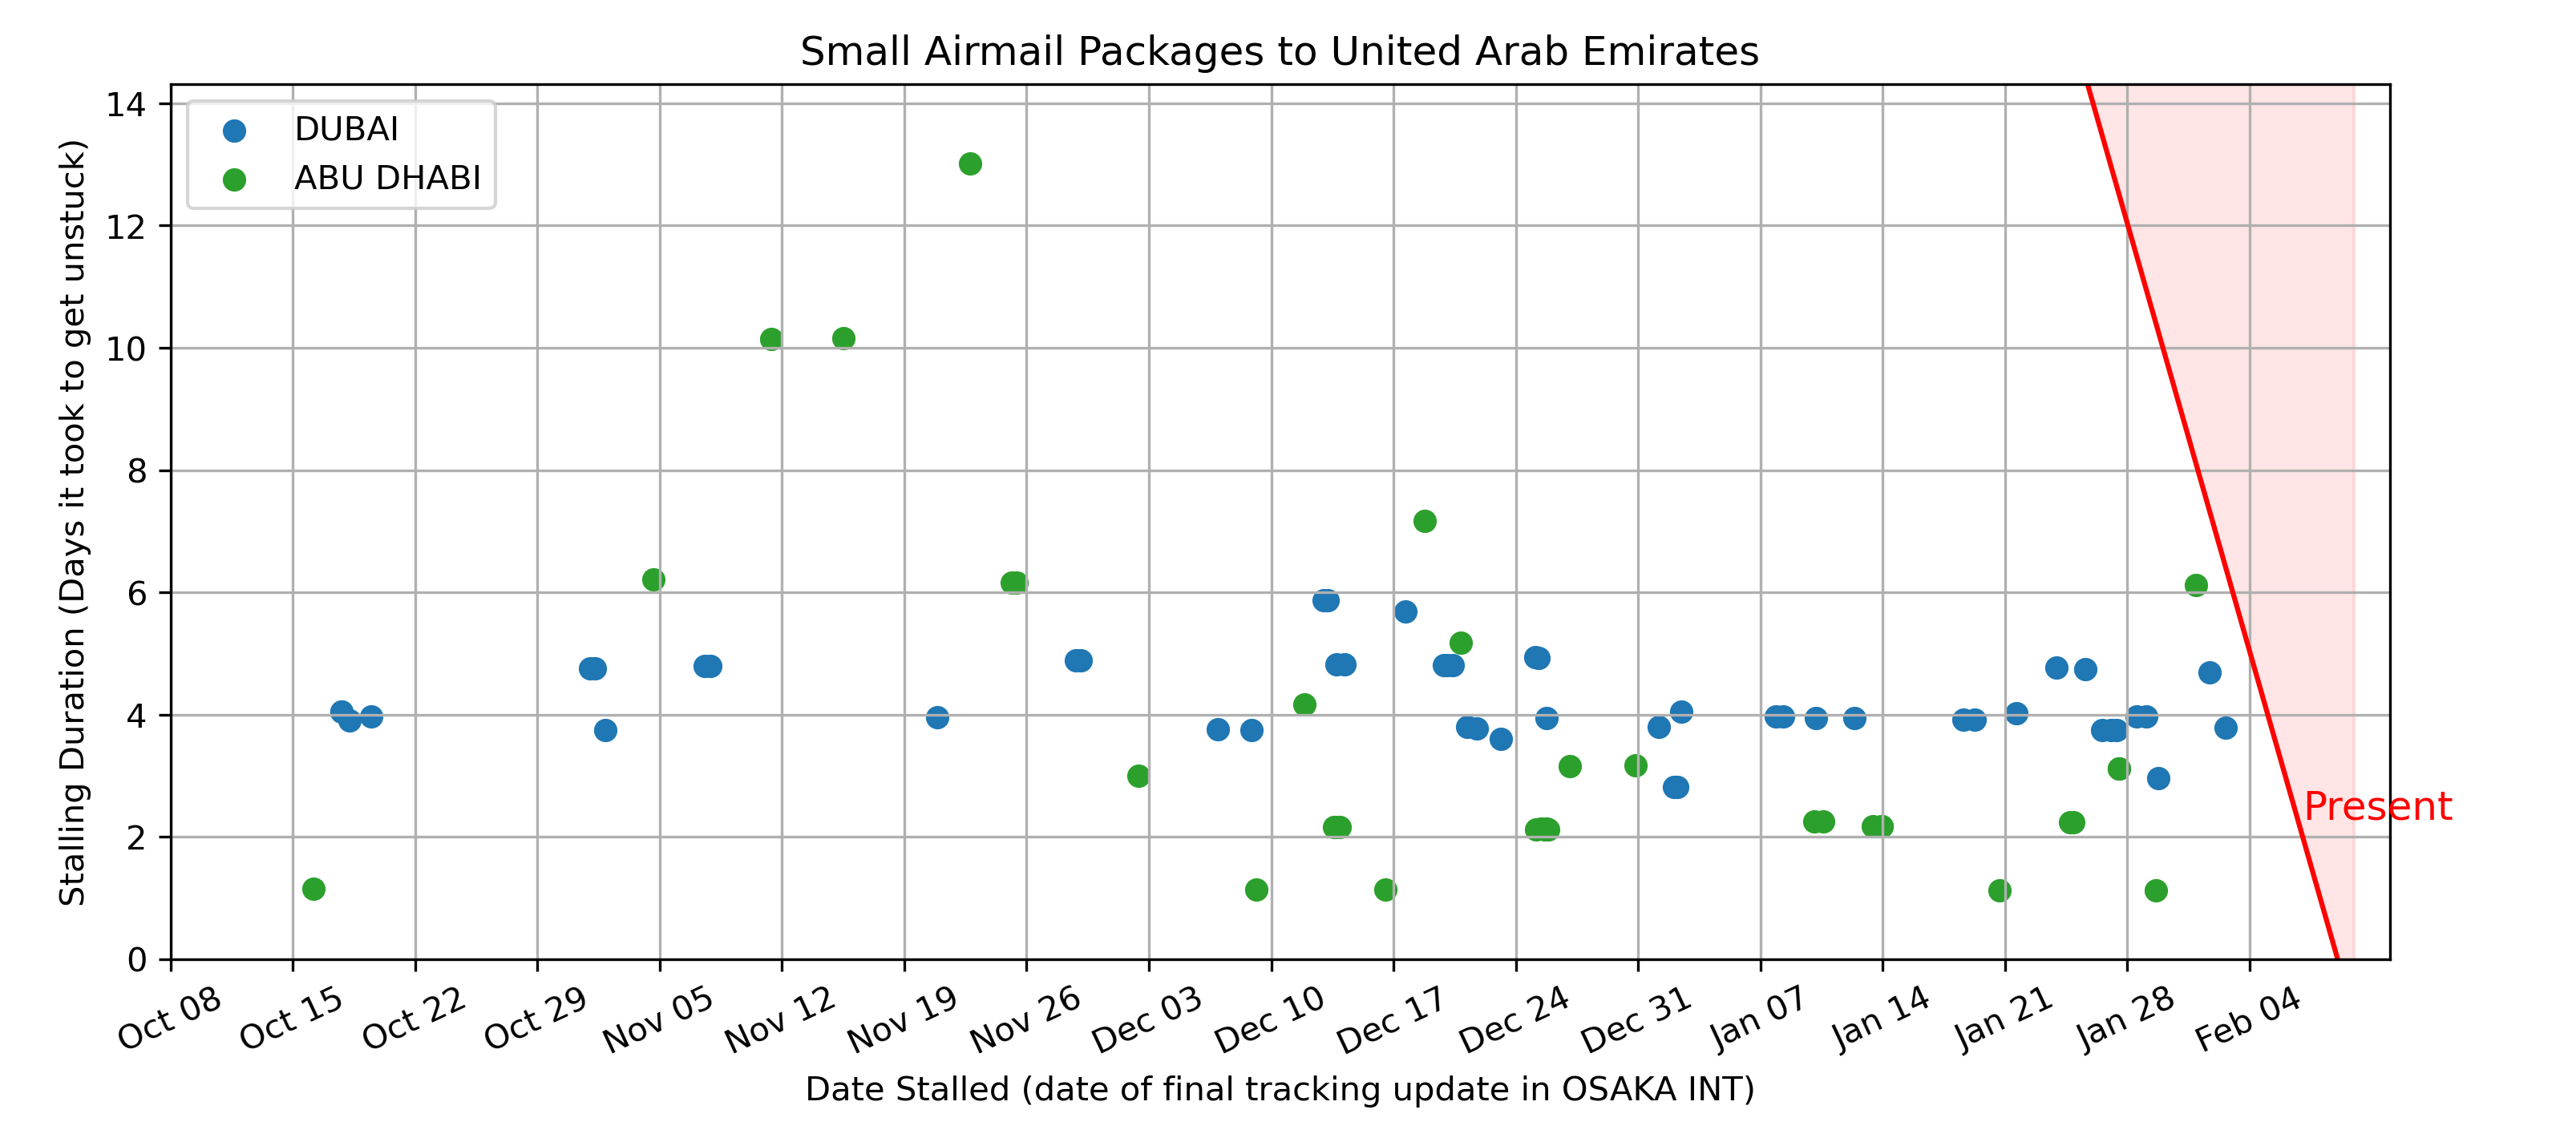 Small Airmail Packages to United Arab Emirates
DUBAI
ABU DHABI
Stalling Duration (Days it took to get unstuck)
14
12
10
8
6
4
2
0
Present
Oct 08
Oct 15
Oct 22
Oct 29
Nov 05
Nov 12
Nov 19
Nov 26
Dec 03
Dec 10
Dec 17
Dec 24
Dec 31
Jan 07
Jan 14
Jan 21
Jan 28
Feb 04
Date Stalled (date of final tracking update in OSAKA INT)